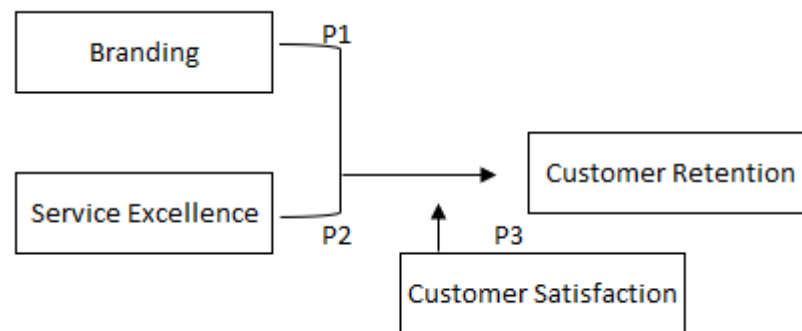 Branding
P1
Customer Retention
Service Excellence
P2
P3
Customer Satisfaction